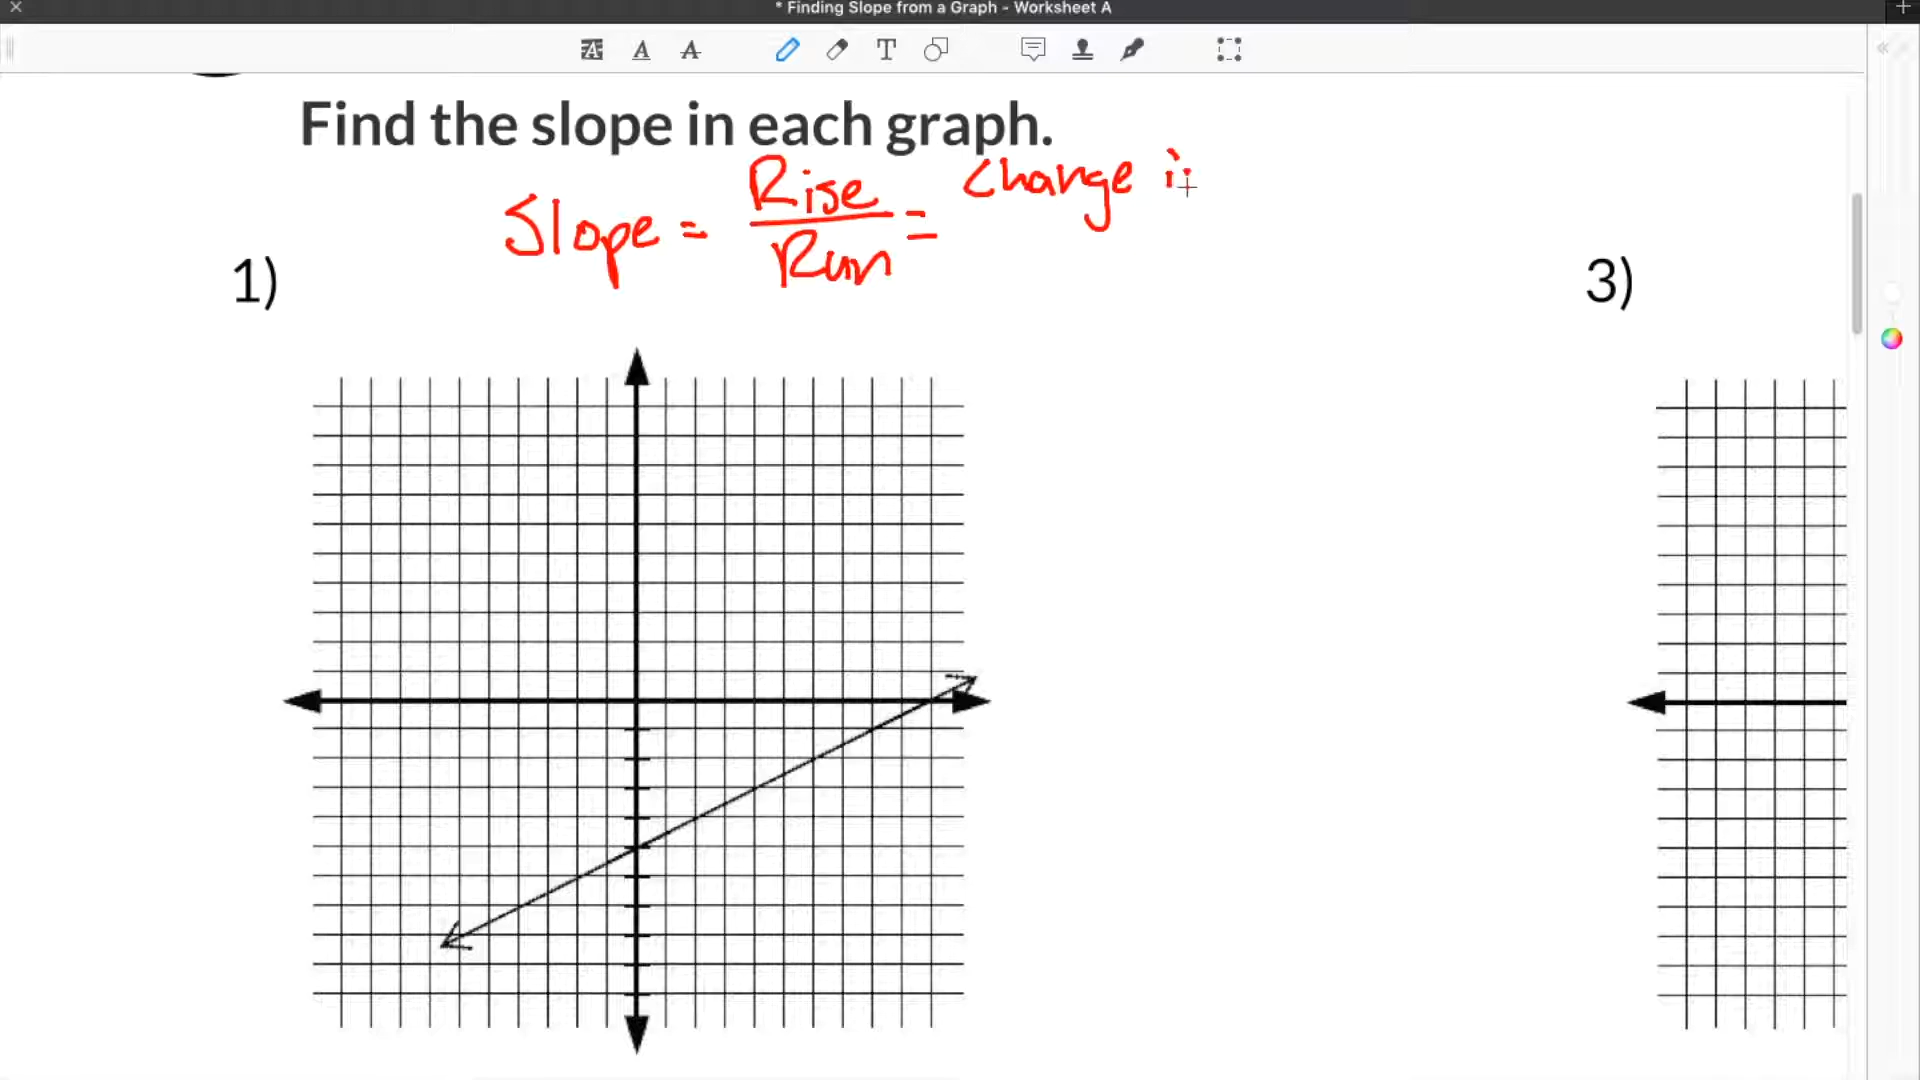 * Finding Slope from a Graph - Worksheet A
Find the slope in each graph.
Slope = Rise / Run = Change i
1)
3)